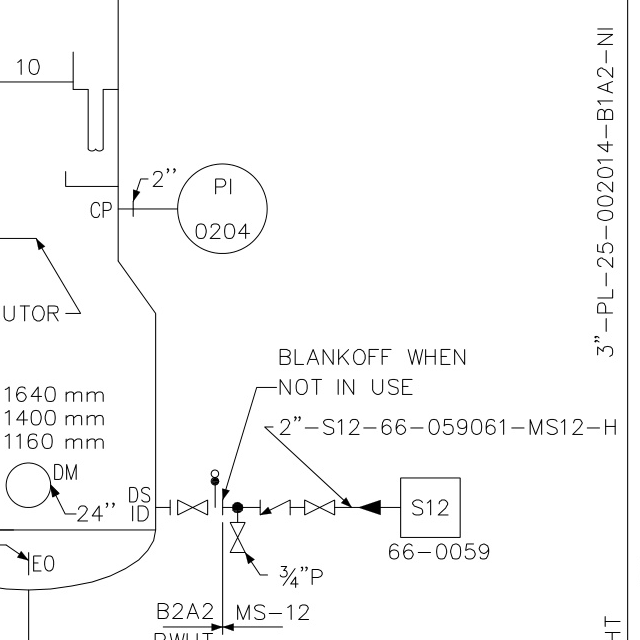 10
2''
PI
0204
CP
3"-PL-25-002014-B1A2-NI
UTOR
BLANKOFF WHEN
NOT IN USE
1640 mm
1400 mm
1160 mm
2"-S12-66-059061-MS12-H
DM
24''
DS
ID
S12
66-0059
EO
¾"P
B2A2
MS-12
HT